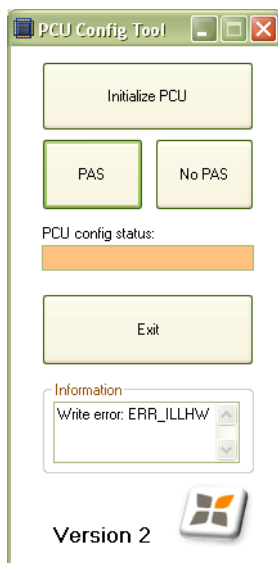 PCU Config Tool
Initialize PCU
PAS No PAS
PCU config status:
Exit
Information
Write error: ERR_ILLHW
Version 2